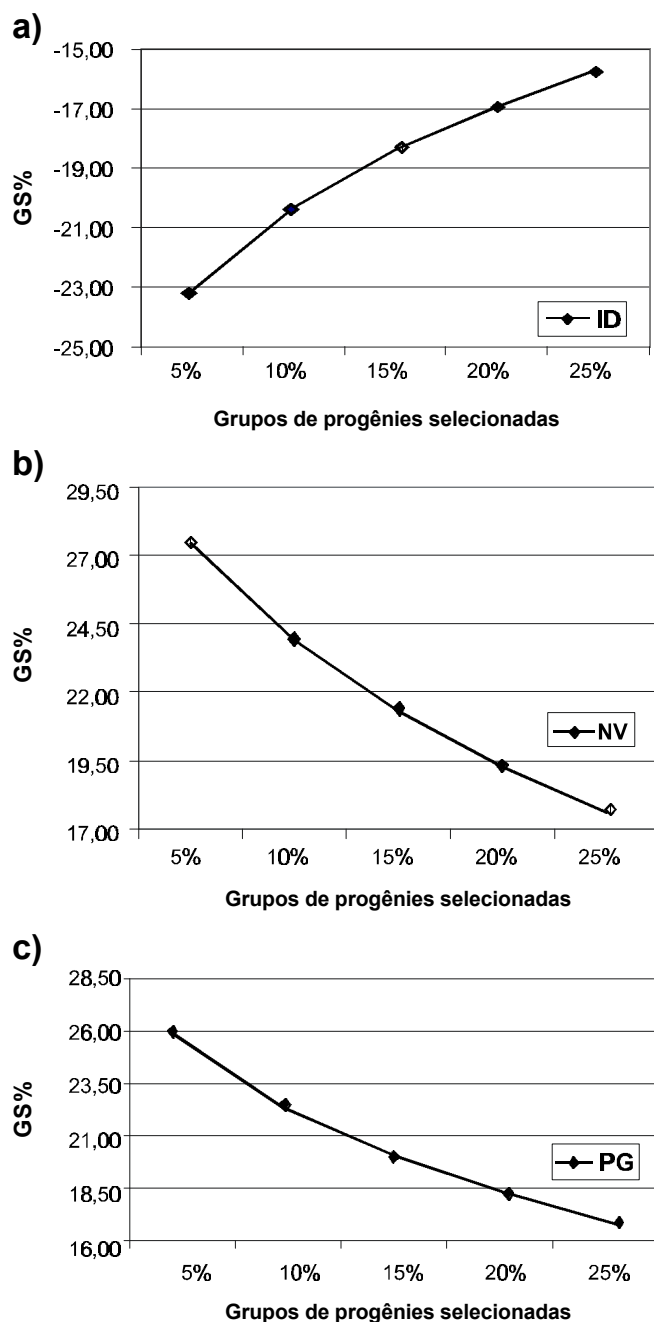 a)
-15,00
-17,00
-19,00
-21,00
-23,00
-25,00
GS%
ID
5% 10% 15% 20% 25%
Grupos de progênies selecionadas
b)
29,50
27,00
24,50
22,00
19,50
17,00
GS%
NV
5% 10% 15% 20% 25%
Grupos de progênies selecionadas
c)
28,50
26,00
23,50
21,00
18,50
16,00
GS%
PG
5% 10% 15% 20% 25%
Grupos de progênies selecionadas